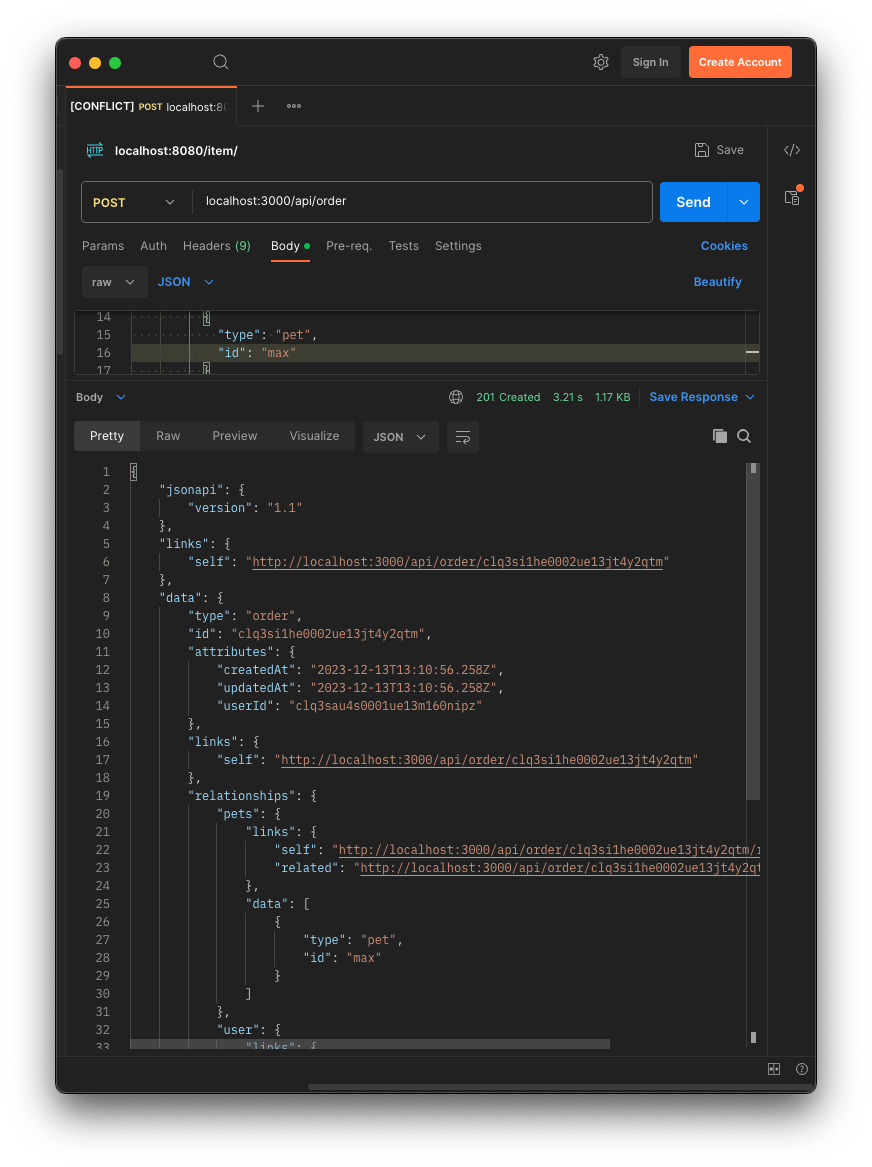 Sign In
Create Account
[CONFLICT] POST localhost:80
HTTP localhost:8080/item/
Save
</>
POST
localhost:3000/api/order
Send
Params Auth Headers (9) Body Pre-req. Tests Settings
Cookies
raw
JSON
Beautify
14 {
15 "type": "pet",
16 "id": "max"
17 }
Body
201 Created 3.21 s 1.17 KB
Save Response
Pretty Raw Preview Visualize JSON
1 {
2 "jsonapi": {
3 "version": "1.1"
4 },
5 "links": {
6 "self": "http://localhost:3000/api/order/clq3si1he0002ue13jt4y2qtm"
7 },
8 "data": {
9 "type": "order",
10 "id": "clq3si1he0002ue13jt4y2qtm",
11 "attributes": {
12 "createdAt": "2023-12-13T13:10:56.258Z",
13 "updatedAt": "2023-12-13T13:10:56.258Z",
14 "userId": "clq3sau4s0001ue13m160nipz"
15 },
16 "links": {
17 "self": "http://localhost:3000/api/order/clq3si1he0002ue13jt4y2qtm"
18 },
19 "relationships": {
20 "pets": {
21 "links": {
22 "self": "http://localhost:3000/api/order/clq3si1he0002ue13jt4y2qtm/r
23 "related": "http://localhost:3000/api/order/clq3si1he0002ue13jt4y2qt
24 },
25 "data": [
26 {
27 "type": "pet",
28 "id": "max"
29 }
30 ]
31 },
32 "user": {
33 "links": {